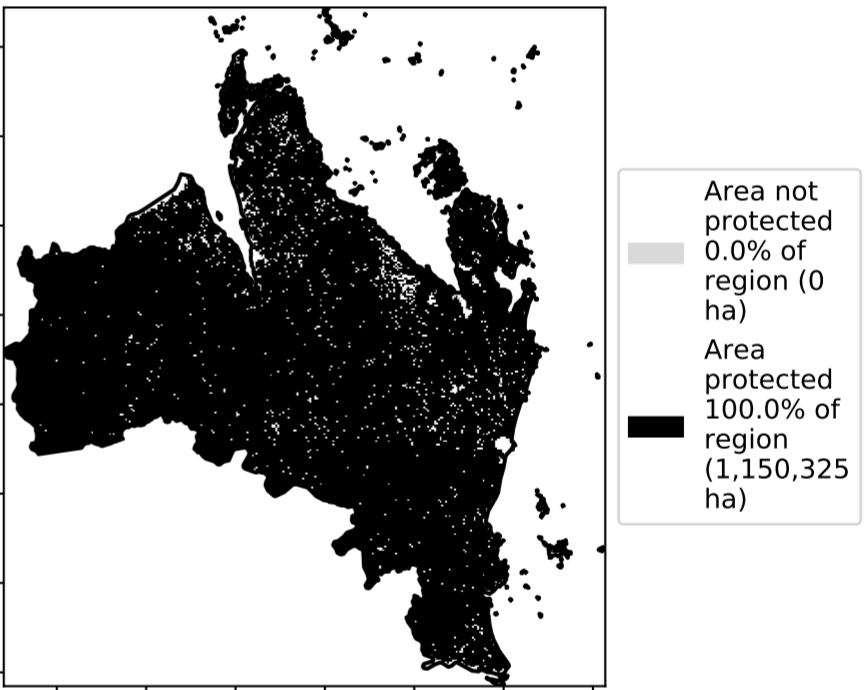 Area not
protected
0.0% of
region (0
ha)
Area
protected
100.0% of
region
(1,150,325
ha)